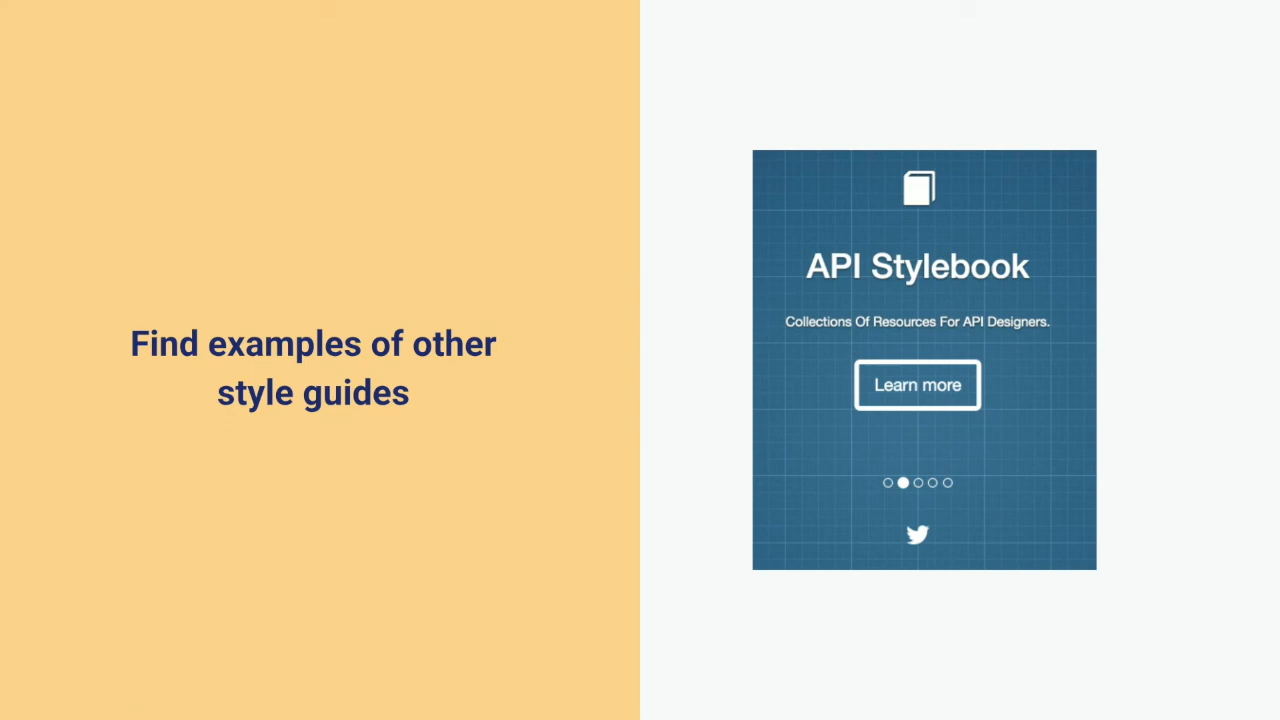 Find examples of other
style guides
API Stylebook
Collections Of Resources For API Designers.
Learn more